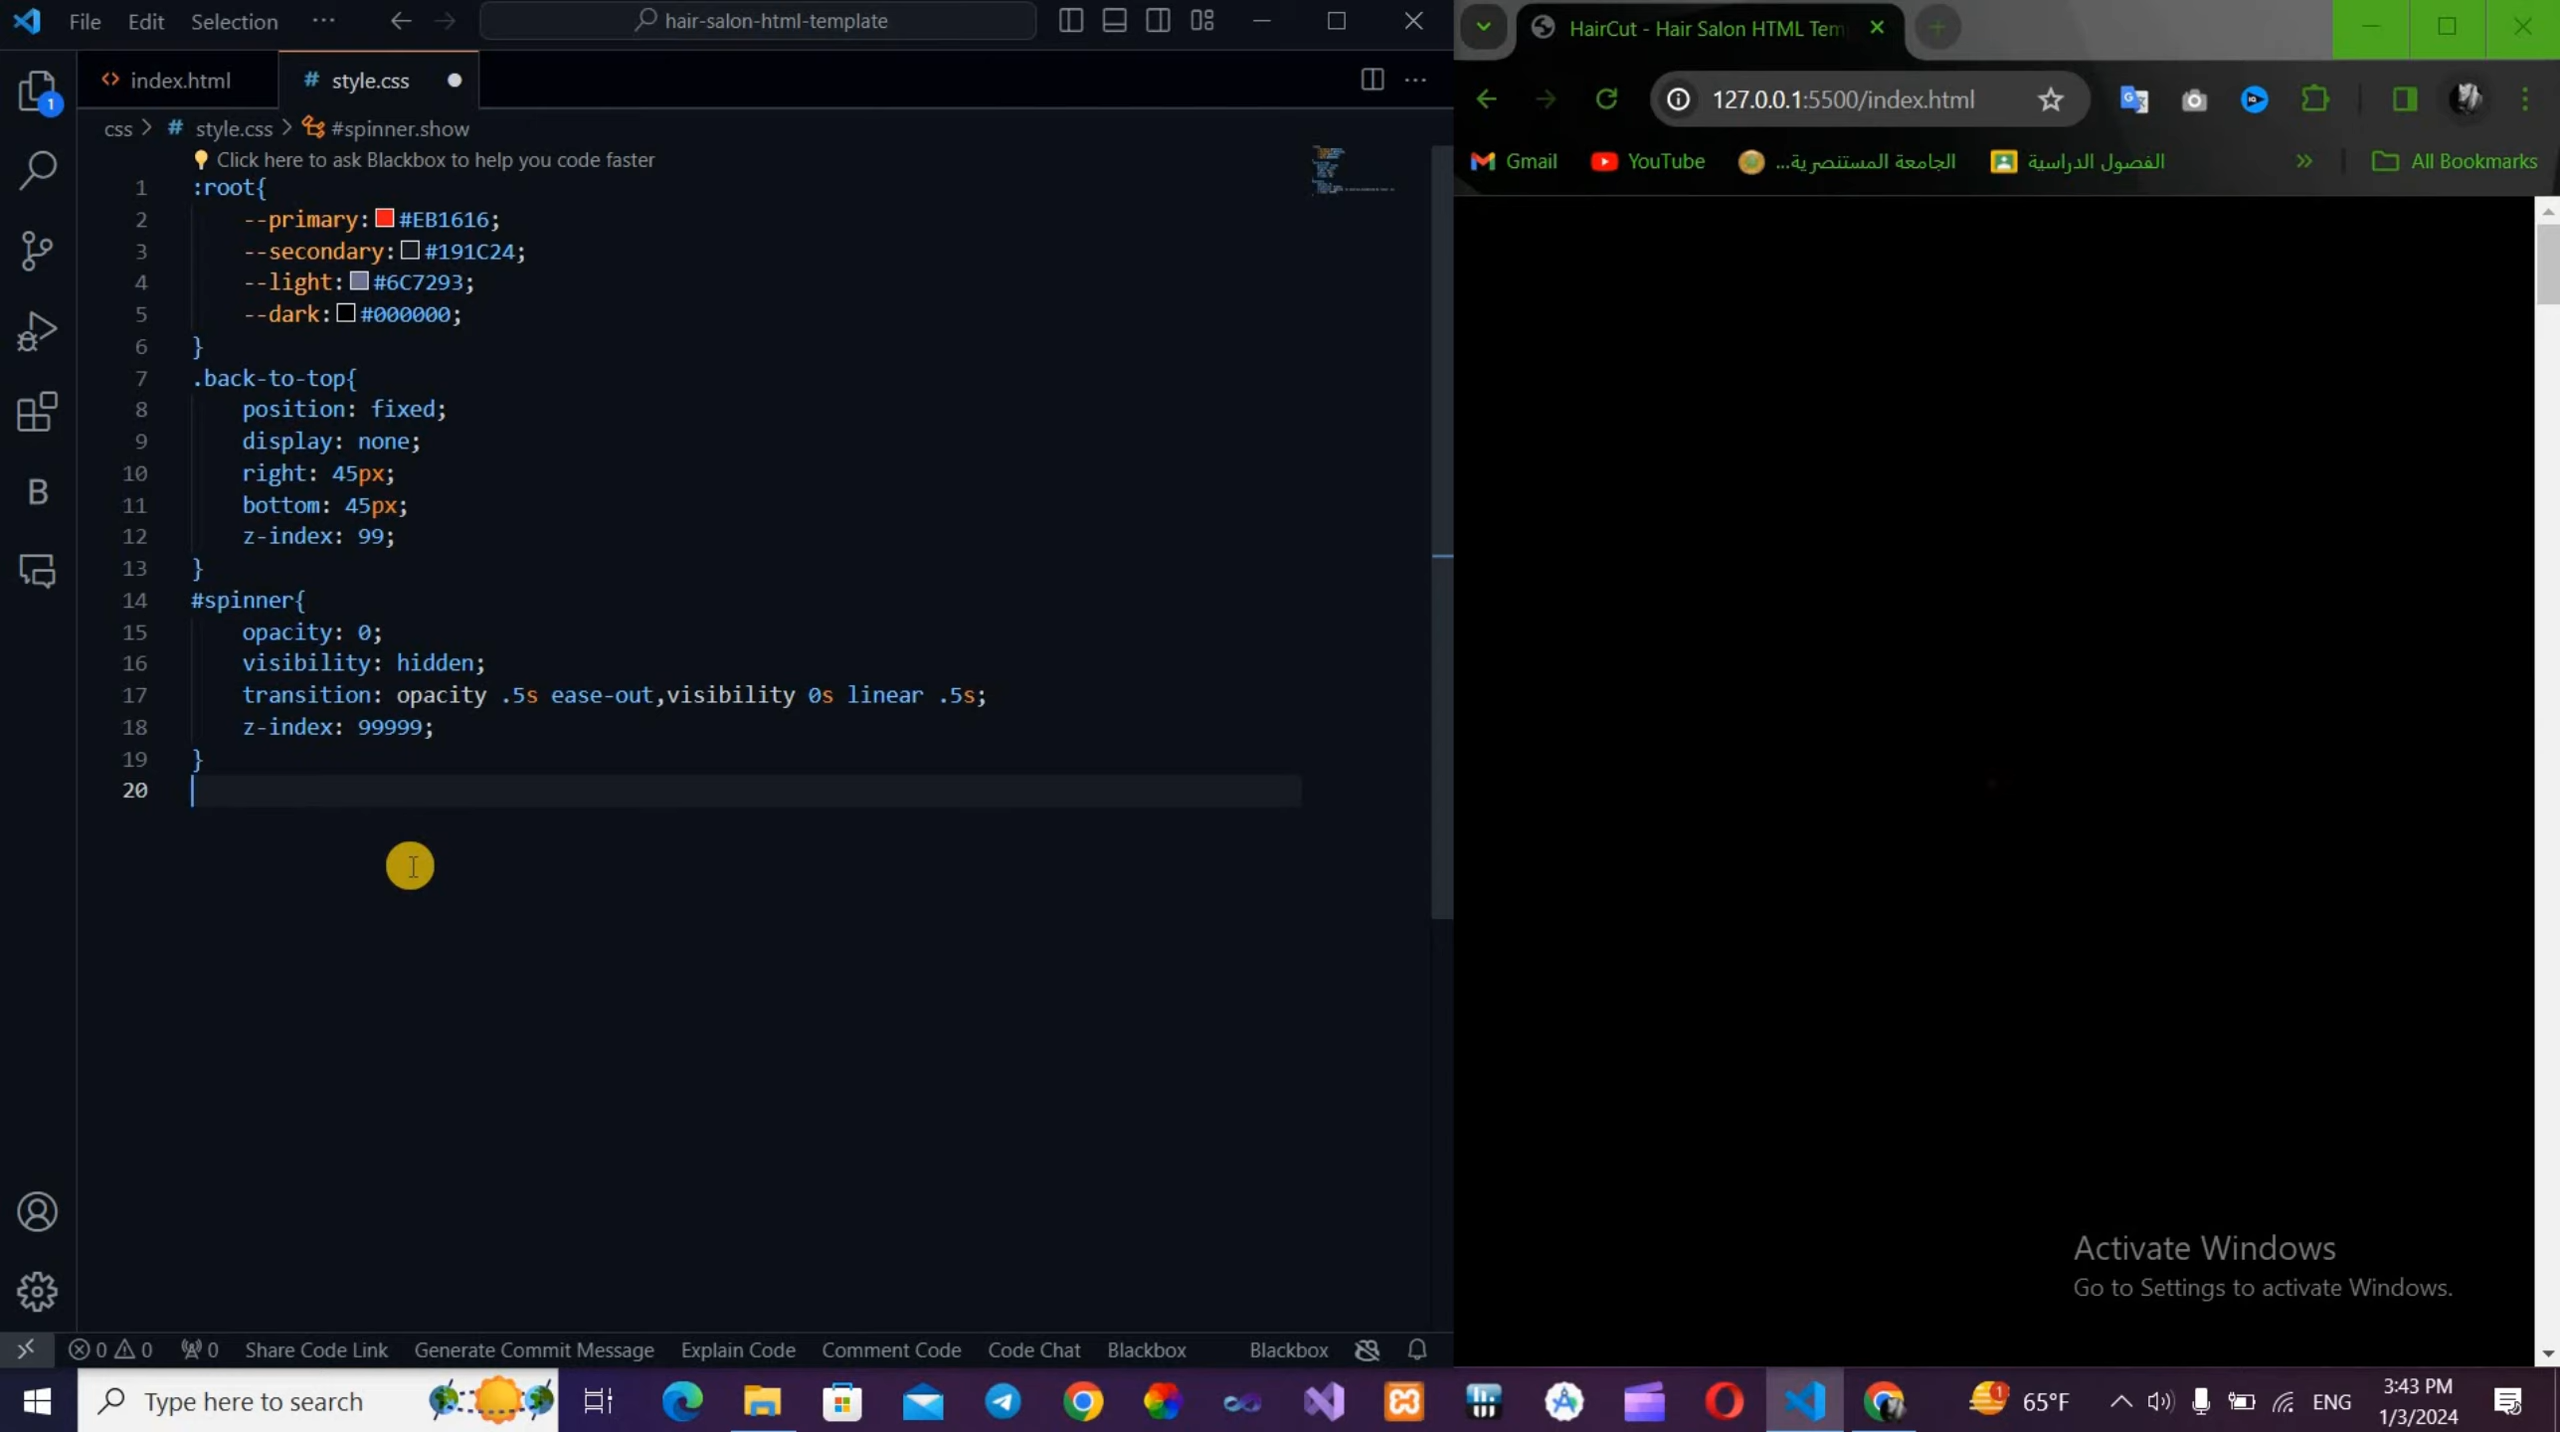 File Edit Selection ··· hair-salon-html-template
index.html # style.css
css > # style.css > #spinner.show
Click here to ask Blackbox to help you code faster
1 :root{
2 --primary: #EB1616;
3 --secondary: #191C24;
4 --light: #6C7293;
5 --dark: #000000;
6 }
7 .back-to-top{
8 position: fixed;
9 display: none;
10 right: 45px;
11 bottom: 45px;
12 z-index: 99;
13 }
14 #spinner{
15 opacity: 0;
16 visibility: hidden;
17 transition: opacity .5s ease-out,visibility 0s linear .5s;
18 z-index: 99999;
19 }
20
1
B
0 0 0 Share Code Link Generate Commit Message Explain Code Comment Code Code Chat Blackbox Blackbox
HairCut - Hair Salon HTML Tem
127.0.0.1:5500/index.html
Gmail YouTube الجامعة المستنصرية... الفصول الدراسية » All Bookmarks
Activate Windows
Go to Settings to activate Windows.
Type here to search
1 65°F ENG 3:43 PM
1/3/2024